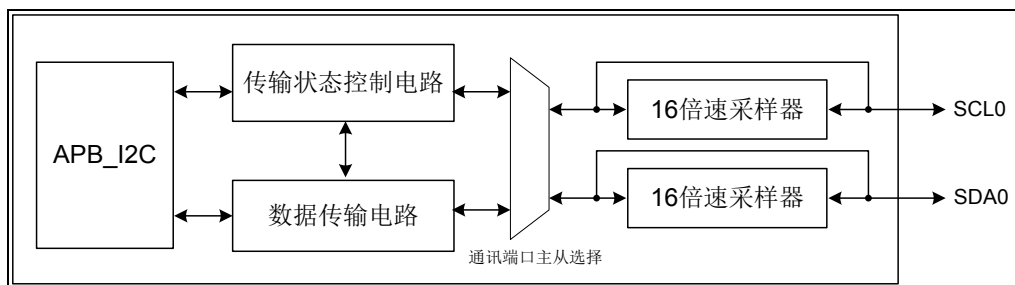 传输状态控制电路
16倍速采样器
SCL0
APB_I2C
16倍速采样器
SDA0
数据传输电路
通讯端口主从选择